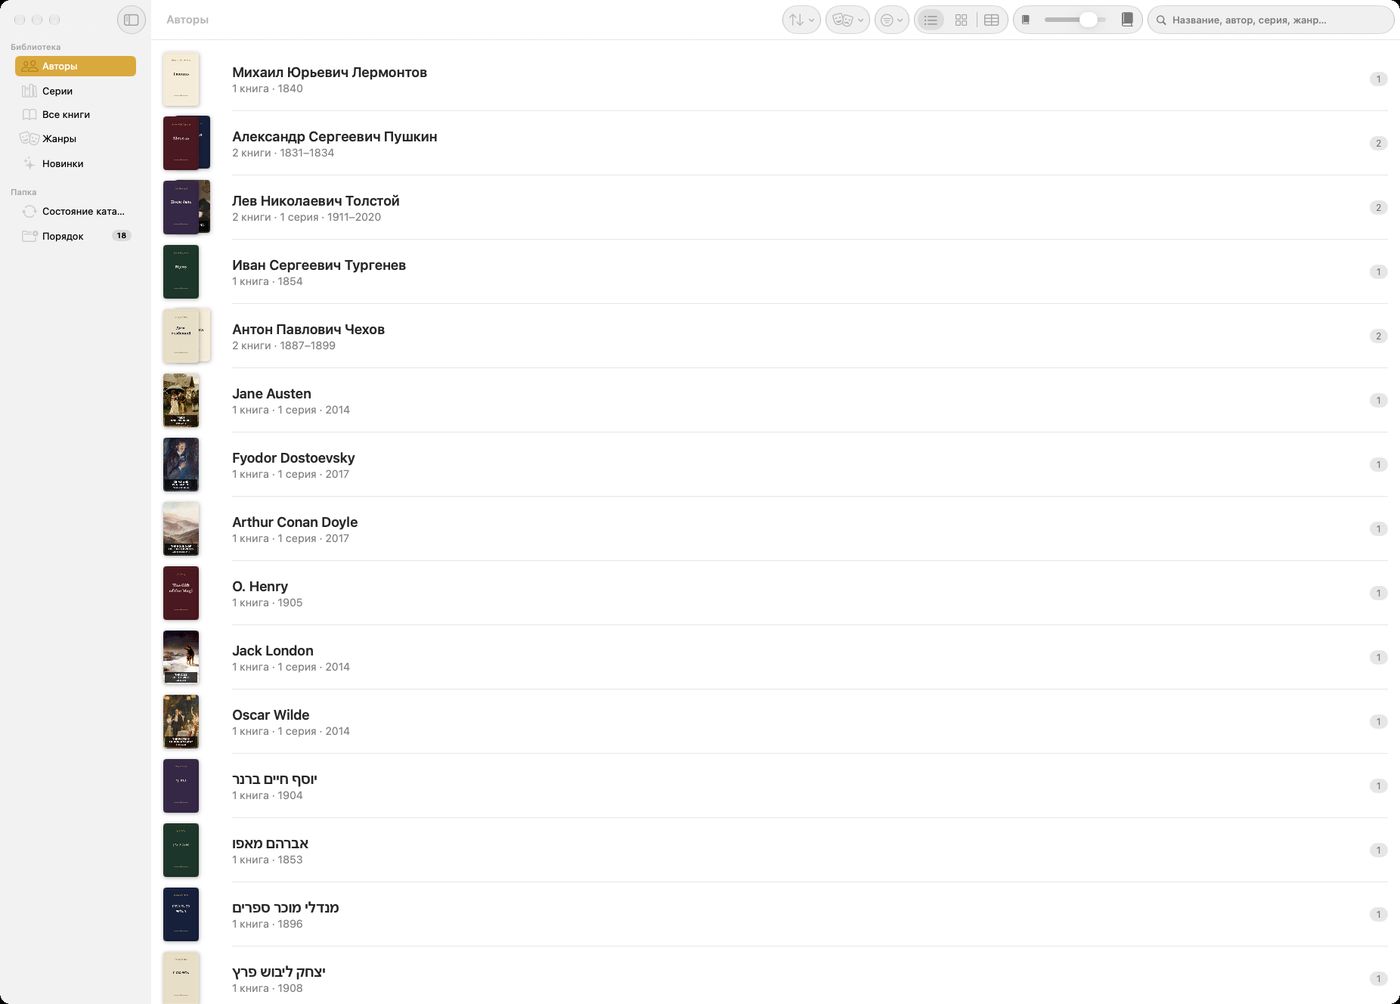 Авторы
Название, автор, серия, жанр...
Библиотека
Авторы
Серии
Все книги
Жанры
Новинки
Папка
Состояние ката...
Порядок
18
Михаил Юрьевич Лермонтов
1 книга · 1840
1
Александр Сергеевич Пушкин
2 книги · 1831–1834
2
Лев Николаевич Толстой
2 книги · 1 серия · 1911–2020
2
Иван Сергеевич Тургенев
1 книга · 1854
1
Антон Павлович Чехов
2 книги · 1887–1899
2
Jane Austen
1 книга · 1 серия · 2014
1
Fyodor Dostoevsky
1 книга · 1 серия · 2017
1
Arthur Conan Doyle
1 книга · 1 серия · 2017
1
The Gift
of the Magi
O. Henry
1 книга · 1905
1
Jack London
1 книга · 1 серия · 2014
1
Oscar Wilde
1 книга · 1 серия · 2014
1
יוסף חיים ברנר
1 книга · 1904
1
אברהם מאפו
1 книга · 1853
1
מנדלי מוכר ספרים
1 книга · 1896
1
יצחק ליבוש פרץ
1 книга · 1908
1